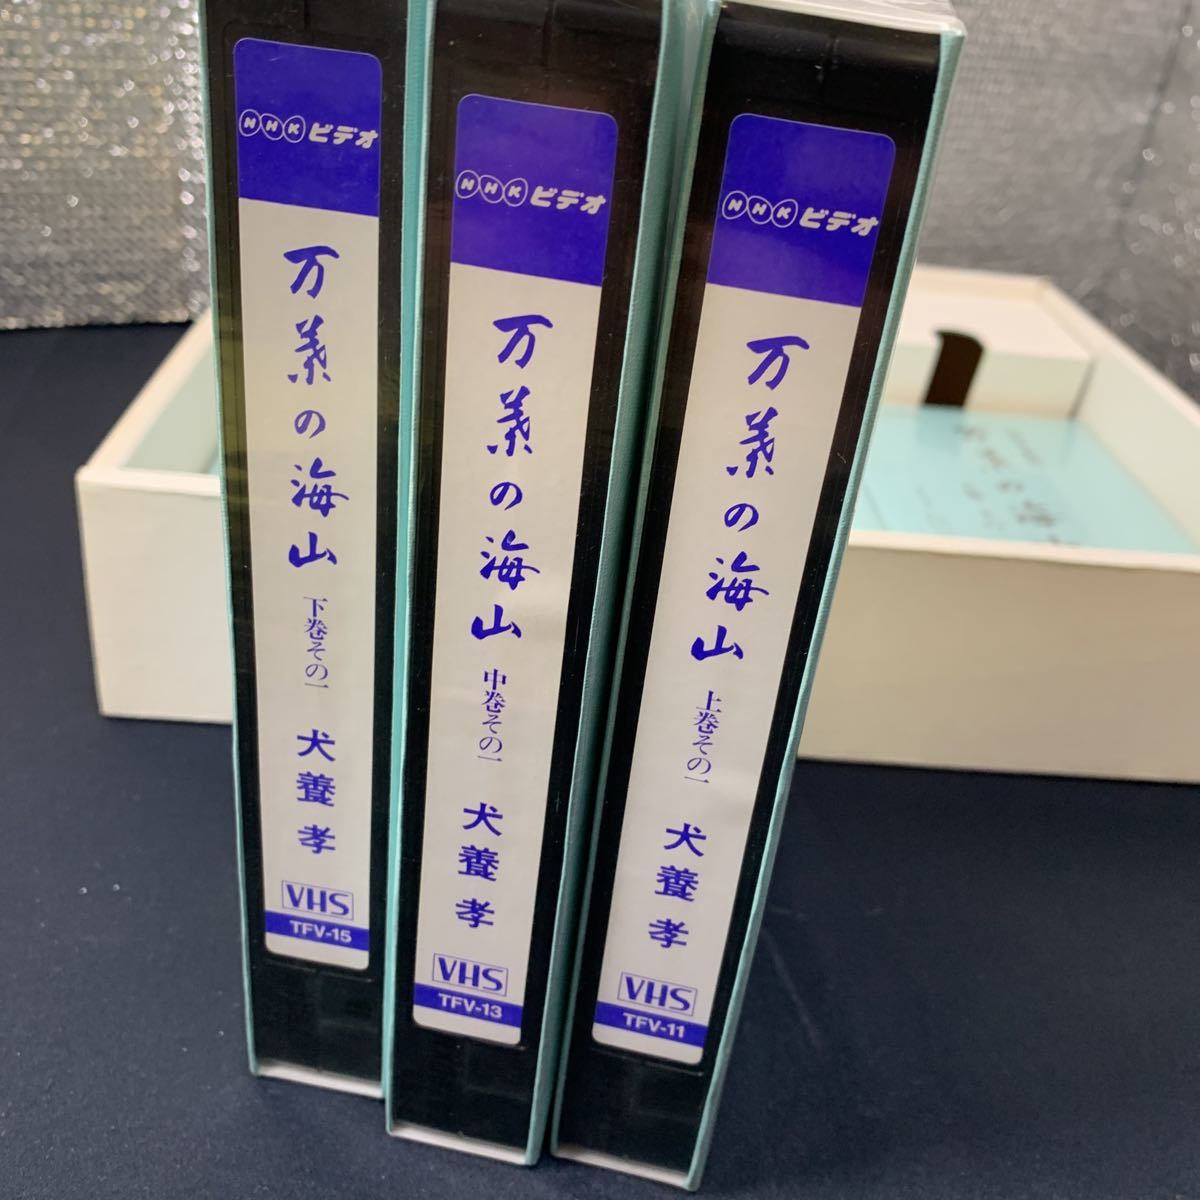 NHKビデオ
万葉の海山 下巻その一 犬養孝
VHS
TFV-15
NHKビデオ
万葉の海山 中巻その一 犬養孝
VHS
TFV-13
NHKビデオ
万葉の海山 上巻その一 犬養孝
VHS
TFV-11